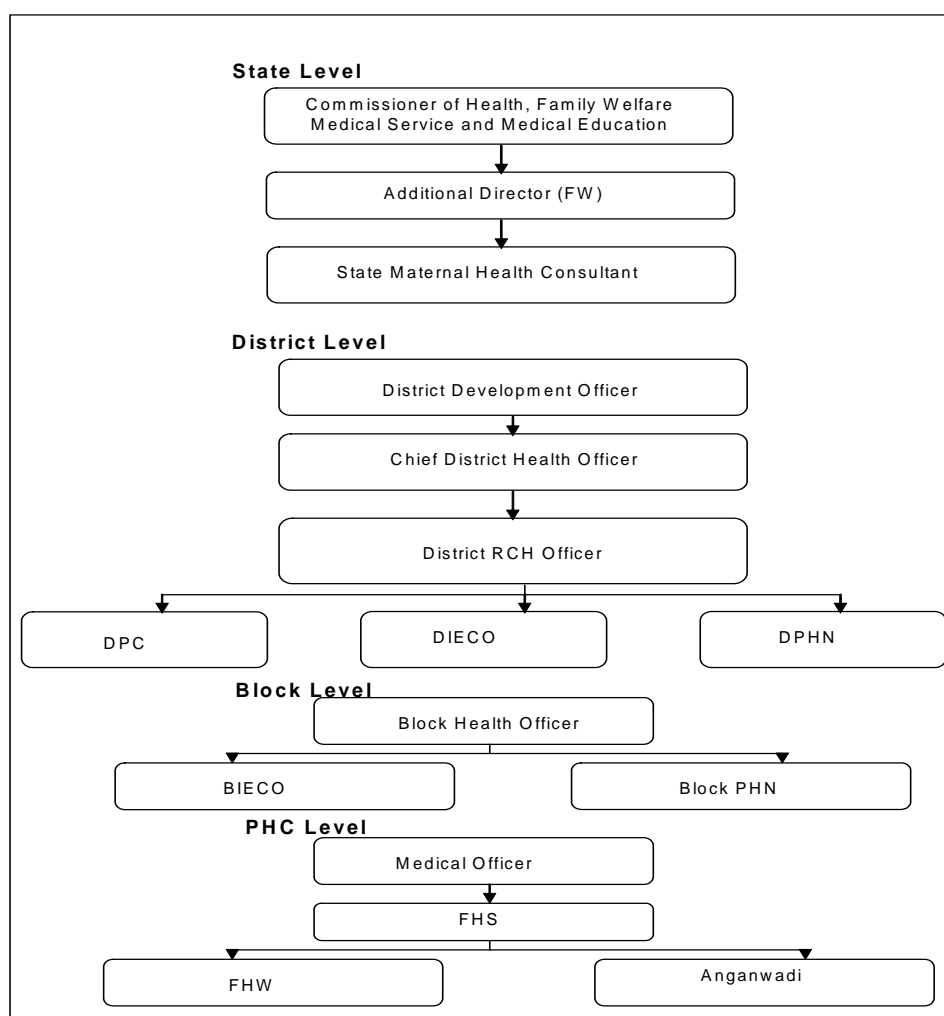 State Level
Commissioner of Health, Family Welfare
Medical Service and Medical Education
Additional Director (FW)
State Maternal Health Consultant
District Level
District Development Officer
Chief District Health Officer
District RCH Officer
DPC
DIECO
DPHN
Block Level
Block Health Officer
BIECO
Block PHN
PHC Level
Medical Officer
FHS
FHW
Anganwadi